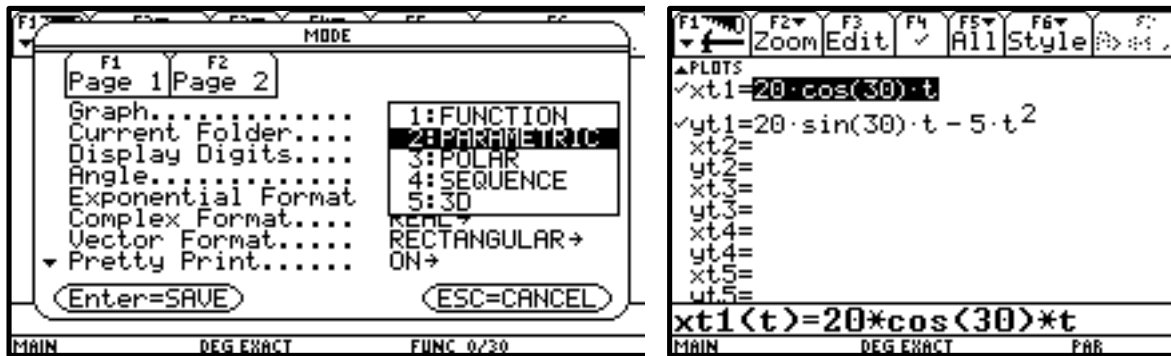 MODE
F1 F2
Page 1 Page 2
Graph..............
Current Folder....
Display Digits....
Angle.............
Exponential Format
Complex Format....
Vector Format..... RECTANGULAR→
Pretty Print...... ON→
1:FUNCTION
2:PARAMETRIC
3:POLAR
4:SEQUENCE
5:3D
Enter=SAVE ESC=CANCEL
MAIN DEG EXACT FUNC 0/30
F1 F2▼ F3 F4 F5▼ F6▼
Zoom Edit ✓ All Style
▲PLOTS
✓xt1=20·cos(30)·t
✓yt1=20·sin(30)·t-5·t²
xt2=
yt2=
xt3=
yt3=
xt4=
yt4=
xt5=
yt5=
xt1(t)=20*cos(30)*t
MAIN DEG EXACT PAR